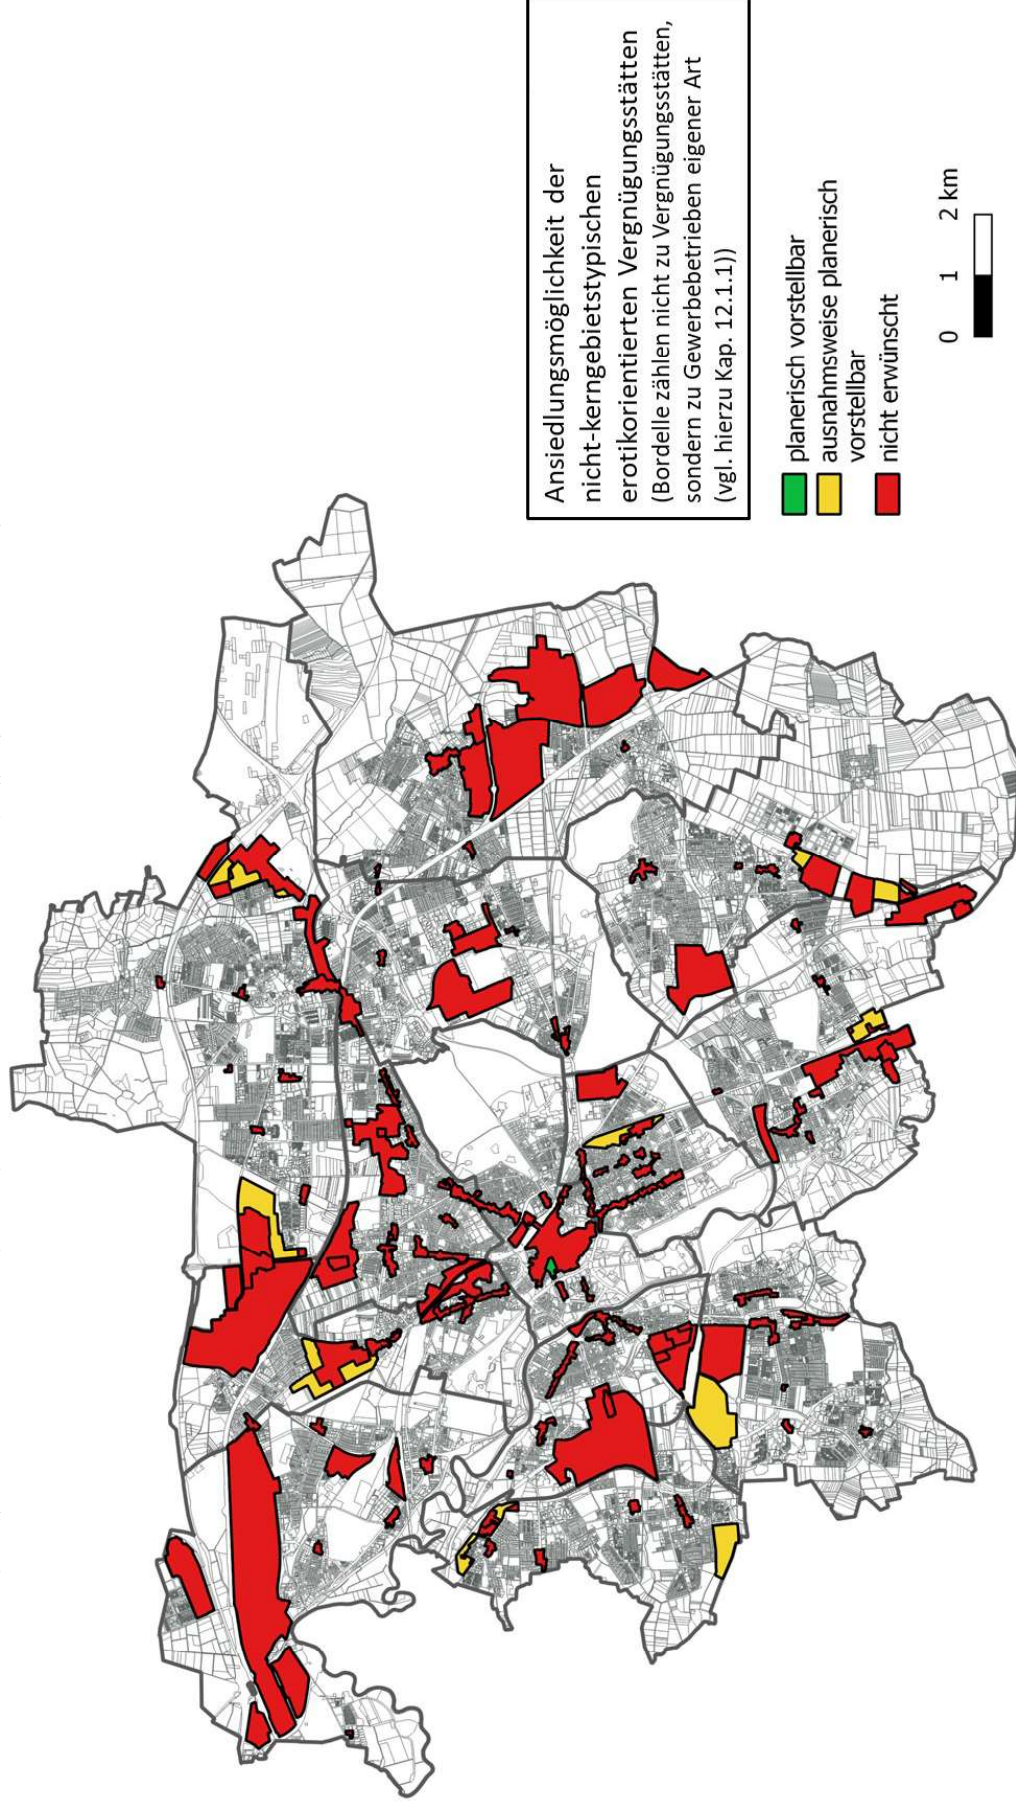 Ansiedlungsmöglichkeit der
nicht-kerngebietstypischen
erotikorientierten Vergnügungsstätten
(Bordelle zählen nicht zu Vergnügungsstätten,
sondern zu Gewerbebetrieben eigener Art
(vgl. hierzu Kap. 12.1.1))
planerisch vorstellbar
ausnahmsweise planerisch
vorstellbar
nicht erwünscht
0 1 2 km